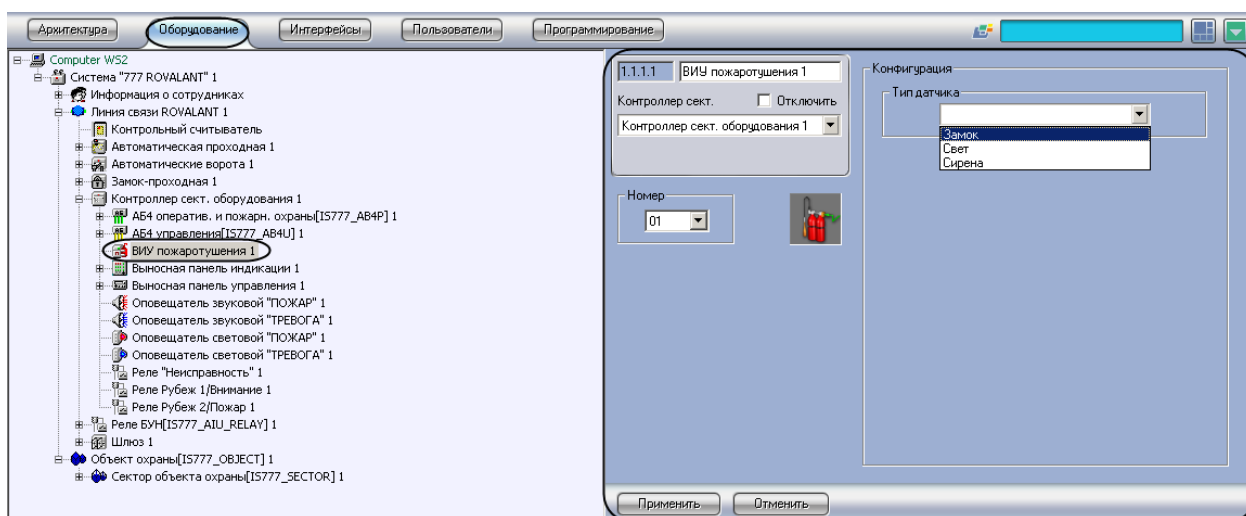 Архитектура Оборудование Интерфейсы Пользователи Программирование
Computer WS2
Система "777 ROVALANT" 1
Информация о сотрудниках
Линия связи ROVALANT 1
Контрольный считыватель
Автоматическая проходная 1
Автоматические ворота 1
Замок-проходная 1
Контроллер сект. оборудования 1
АБ4 оператив. и пожарн. охраны[IS777_AB4P] 1
АБ4 управления[IS777_AB4U] 1
ВИУ пожаротушения 1
Выносная панель индикации 1
Выносная панель управления 1
Оповещатель звуковой "ПОЖАР" 1
Оповещатель звуковой "ТРЕВОГА" 1
Оповещатель световой "ПОЖАР" 1
Оповещатель световой "ТРЕВОГА" 1
Реле "Неисправность" 1
Реле Рубеж 1/Внимание 1
Реле Рубеж 2/Пожар 1
Реле БУН[IS777_AIU_RELAY] 1
Шлюз 1
Объект охраны[IS777_OBJECT] 1
Сектор объекта охраны[IS777_SECTOR] 1
1.1.1.1 ВИУ пожаротушения 1
Контроллер сект. Отключить
Контроллер сект. оборудования 1
Номер
01
Конфигурация
Тип датчика
Замок
Свет
Сирена
Применить Отменить